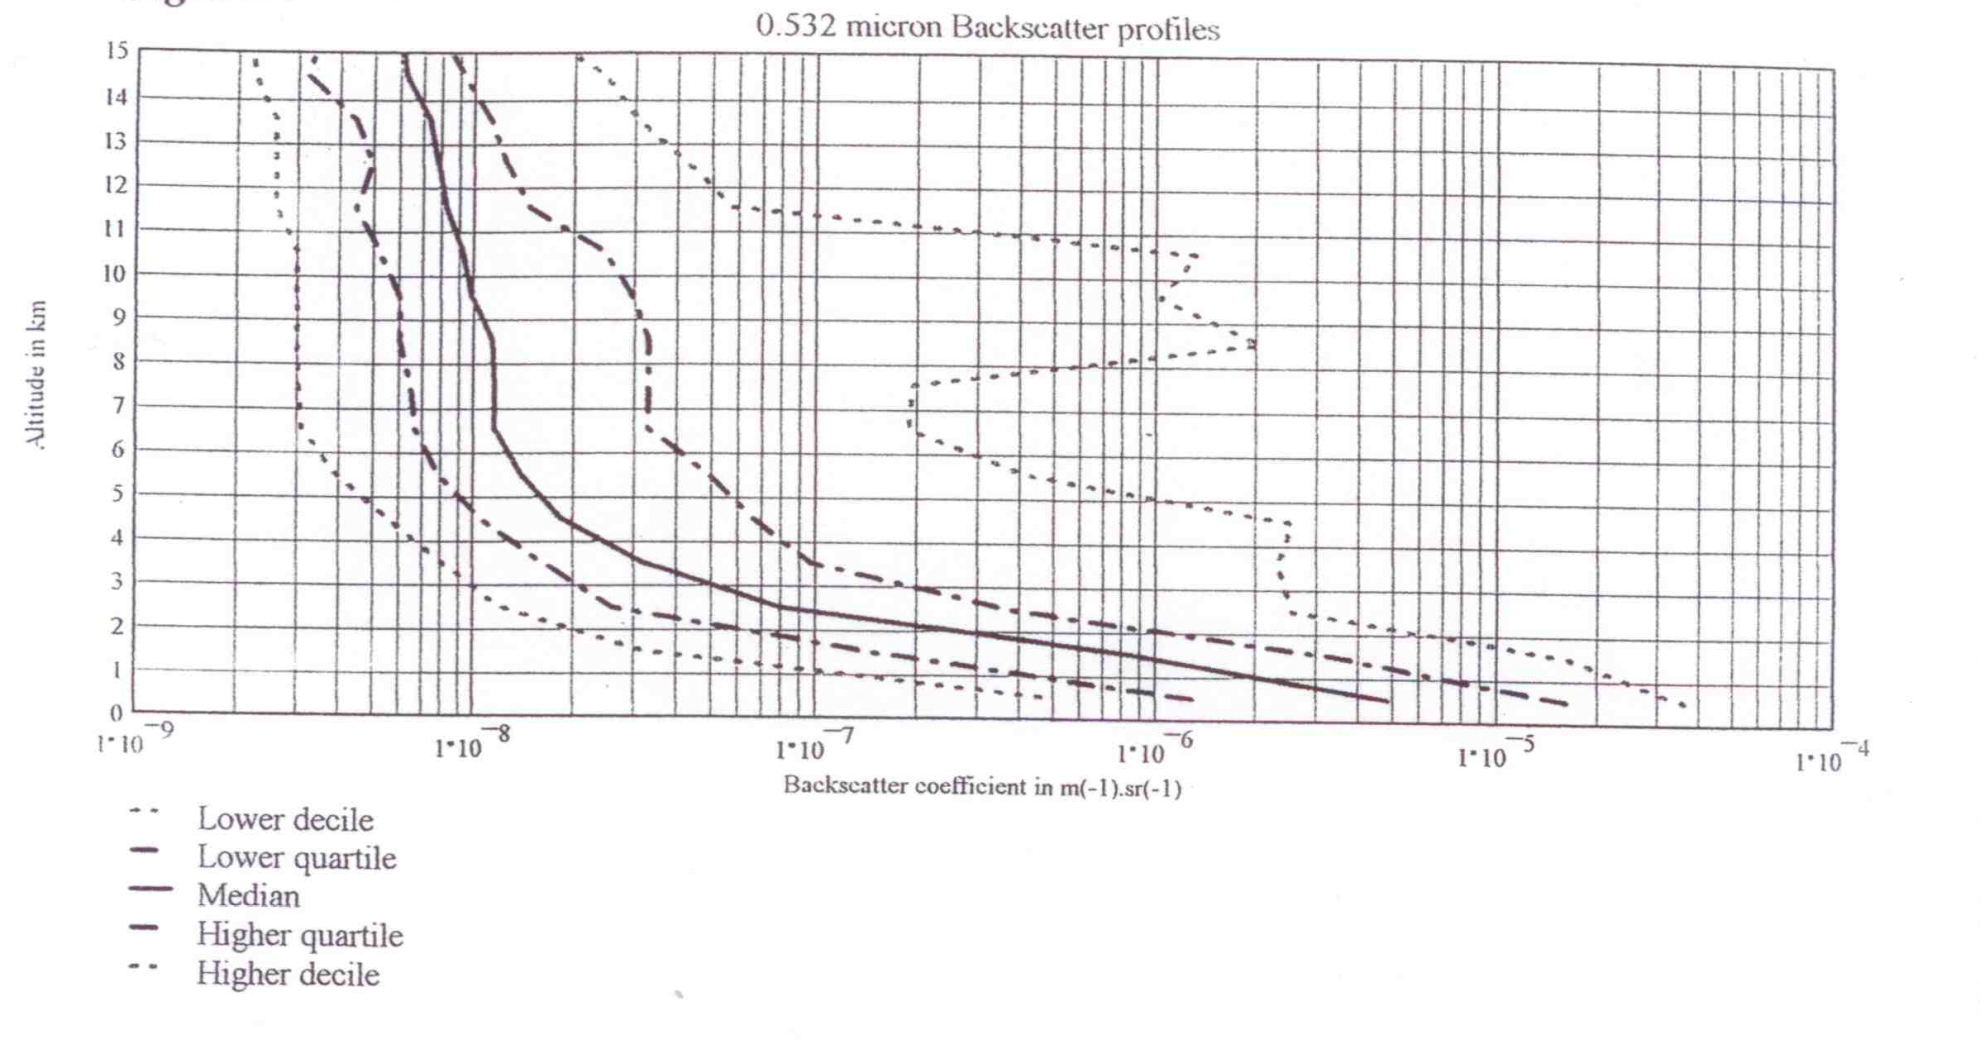 0.532 micron Backscatter profiles
15
14
13
12
11
10
9
8
7
6
5
4
3
2
1
0
Altitude in km
1•10−9
1•10−8
1•10−7
1•10−6
1•10−5
1•10−4
Backscatter coefficient in m(-1).sr(-1)
Lower decile
Lower quartile
Median
Higher quartile
Higher decile